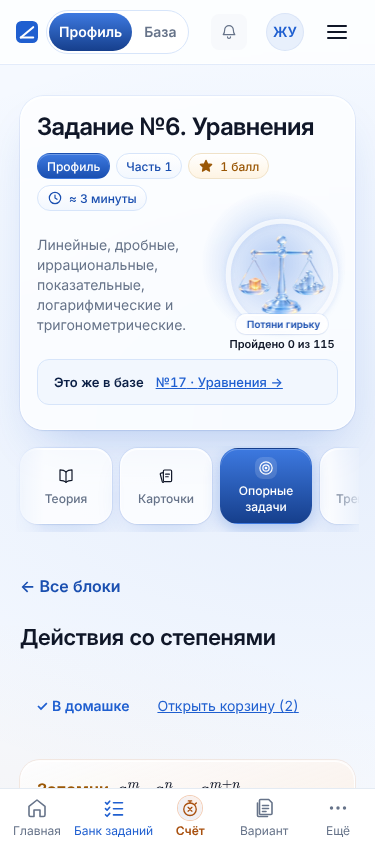 Профиль База ЖУ
Задание №6. Уравнения
Профиль Часть 1 1 балл
≈ 3 минуты
Линейные, дробные,
иррациональные,
показательные,
логарифмические и
тригонометрические.
Потяни гирьку
Пройдено 0 из 115
Это же в базе №17 · Уравнения →
Теория Карточки Опорные
задачи
← Все блоки
Действия со степенями
✓ В домашке Открыть корзину (2)
Главная Банк заданий Счёт Вариант Ещё